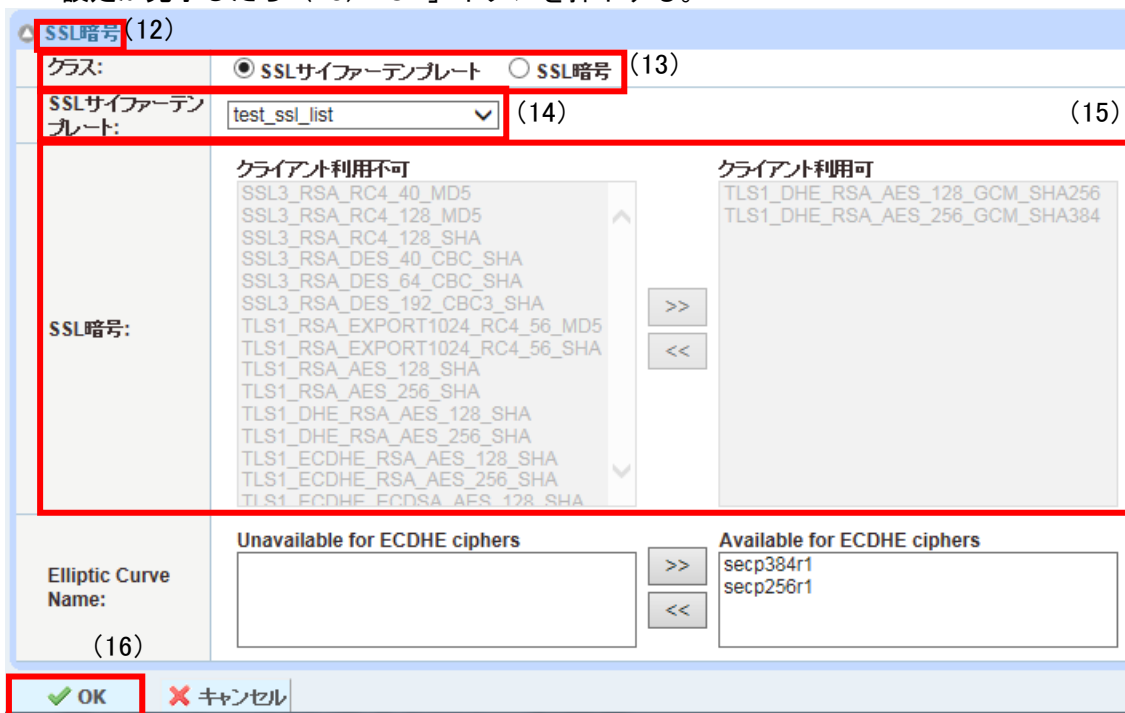 SSL暗号 (12)
クラス: SSLサイファーテンプレート SSL暗号 (13)
SSLサイファーテン
プレート: test_ssl_list (14) (15)
クライアント利用不可 クライアント利用可
SSL3_RSA_RC4_40_MD5 TLS1_DHE_RSA_AES_128_GCM_SHA256
SSL3_RSA_RC4_128_MD5 TLS1_DHE_RSA_AES_256_GCM_SHA384
SSL3_RSA_RC4_128_SHA
SSL3_RSA_DES_40_CBC_SHA
SSL3_RSA_DES_64_CBC_SHA
SSL3_RSA_DES_192_CBC3_SHA
TLS1_RSA_EXPORT1024_RC4_56_MD5 >>
SSL暗号: TLS1_RSA_EXPORT1024_RC4_56_SHA <<
TLS1_RSA_AES_128_SHA
TLS1_RSA_AES_256_SHA
TLS1_DHE_RSA_AES_128_SHA
TLS1_DHE_RSA_AES_256_SHA
TLS1_ECDHE_RSA_AES_128_SHA
TLS1_ECDHE_RSA_AES_256_SHA
TLS1_ECDHE_ECDSA_AES_128_SHA
Unavailable for ECDHE ciphers Available for ECDHE ciphers
Elliptic Curve >> secp384r1
Name: << secp256r1
(16)
OK キャンセル